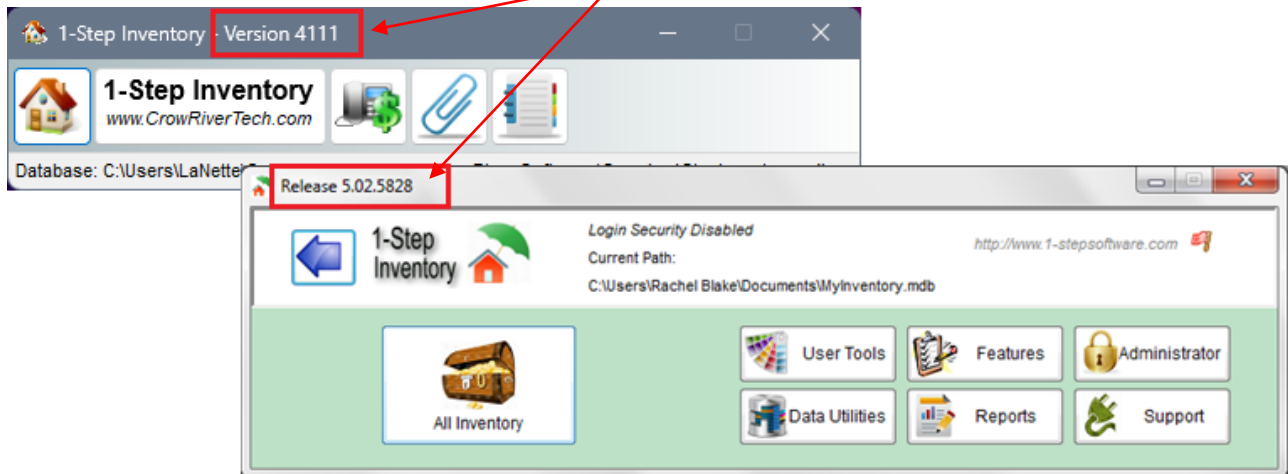 1-Step Inventory - Version 4111
1-Step Inventory
www.CrowRiverTech.com
Database: C:\Users\LaNette
Release 5.02.5828
1-Step
Inventory
Login Security Disabled
Current Path:
C:\Users\Rachel Blake\Documents\MyInventory.mdb
http://www.1-stepsoftware.com
All Inventory
User Tools
Features
Administrator
Data Utilities
Reports
Support